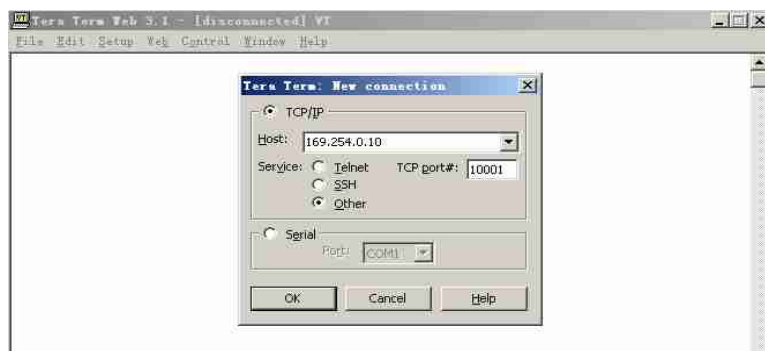 Tera Term Web 3.1 - [disconnected] VT
File Edit Setup Web Control Window Help
Tera Term: New connection
TCP/IP
Host: 169.254.0.10
Service: Telnet TCP port#: 10001
SSH
Other
Serial
Port: COM1
OK Cancel Help